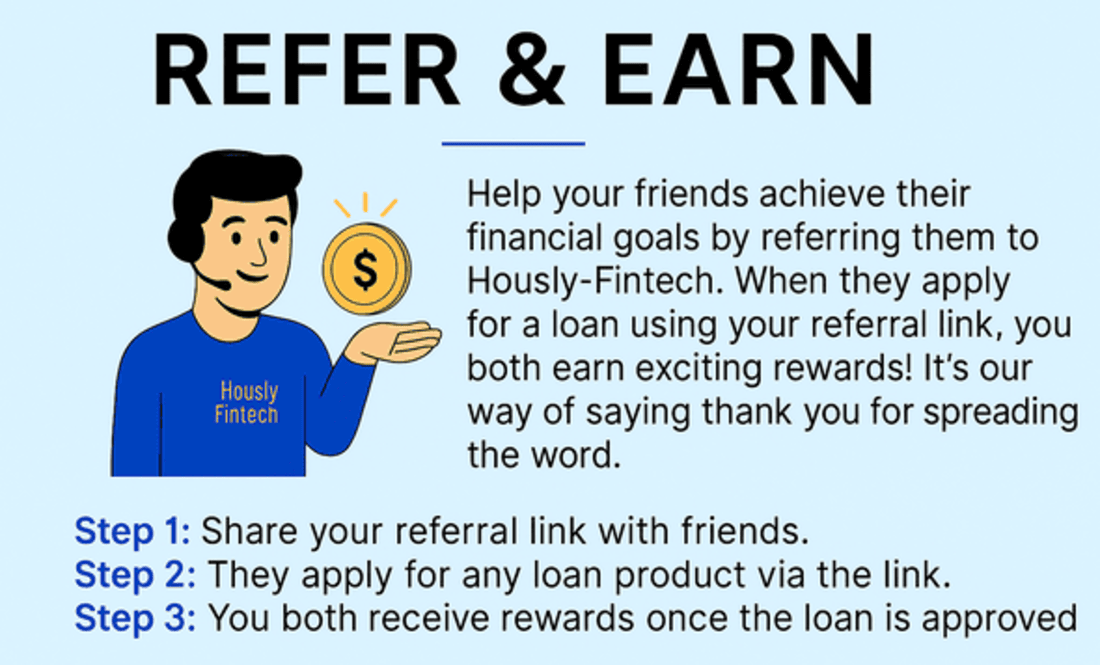 REFER & EARN
Help your friends achieve their
financial goals by referring them to
Hously-Fintech. When they apply
for a loan using your referral link, you
both earn exciting rewards! It's our
way of saying thank you for spreading
the word.
$
Hously
Fintech
Step 1: Share your referral link with friends.
Step 2: They apply for any loan product via the link.
Step 3: You both receive rewards once the loan is approved